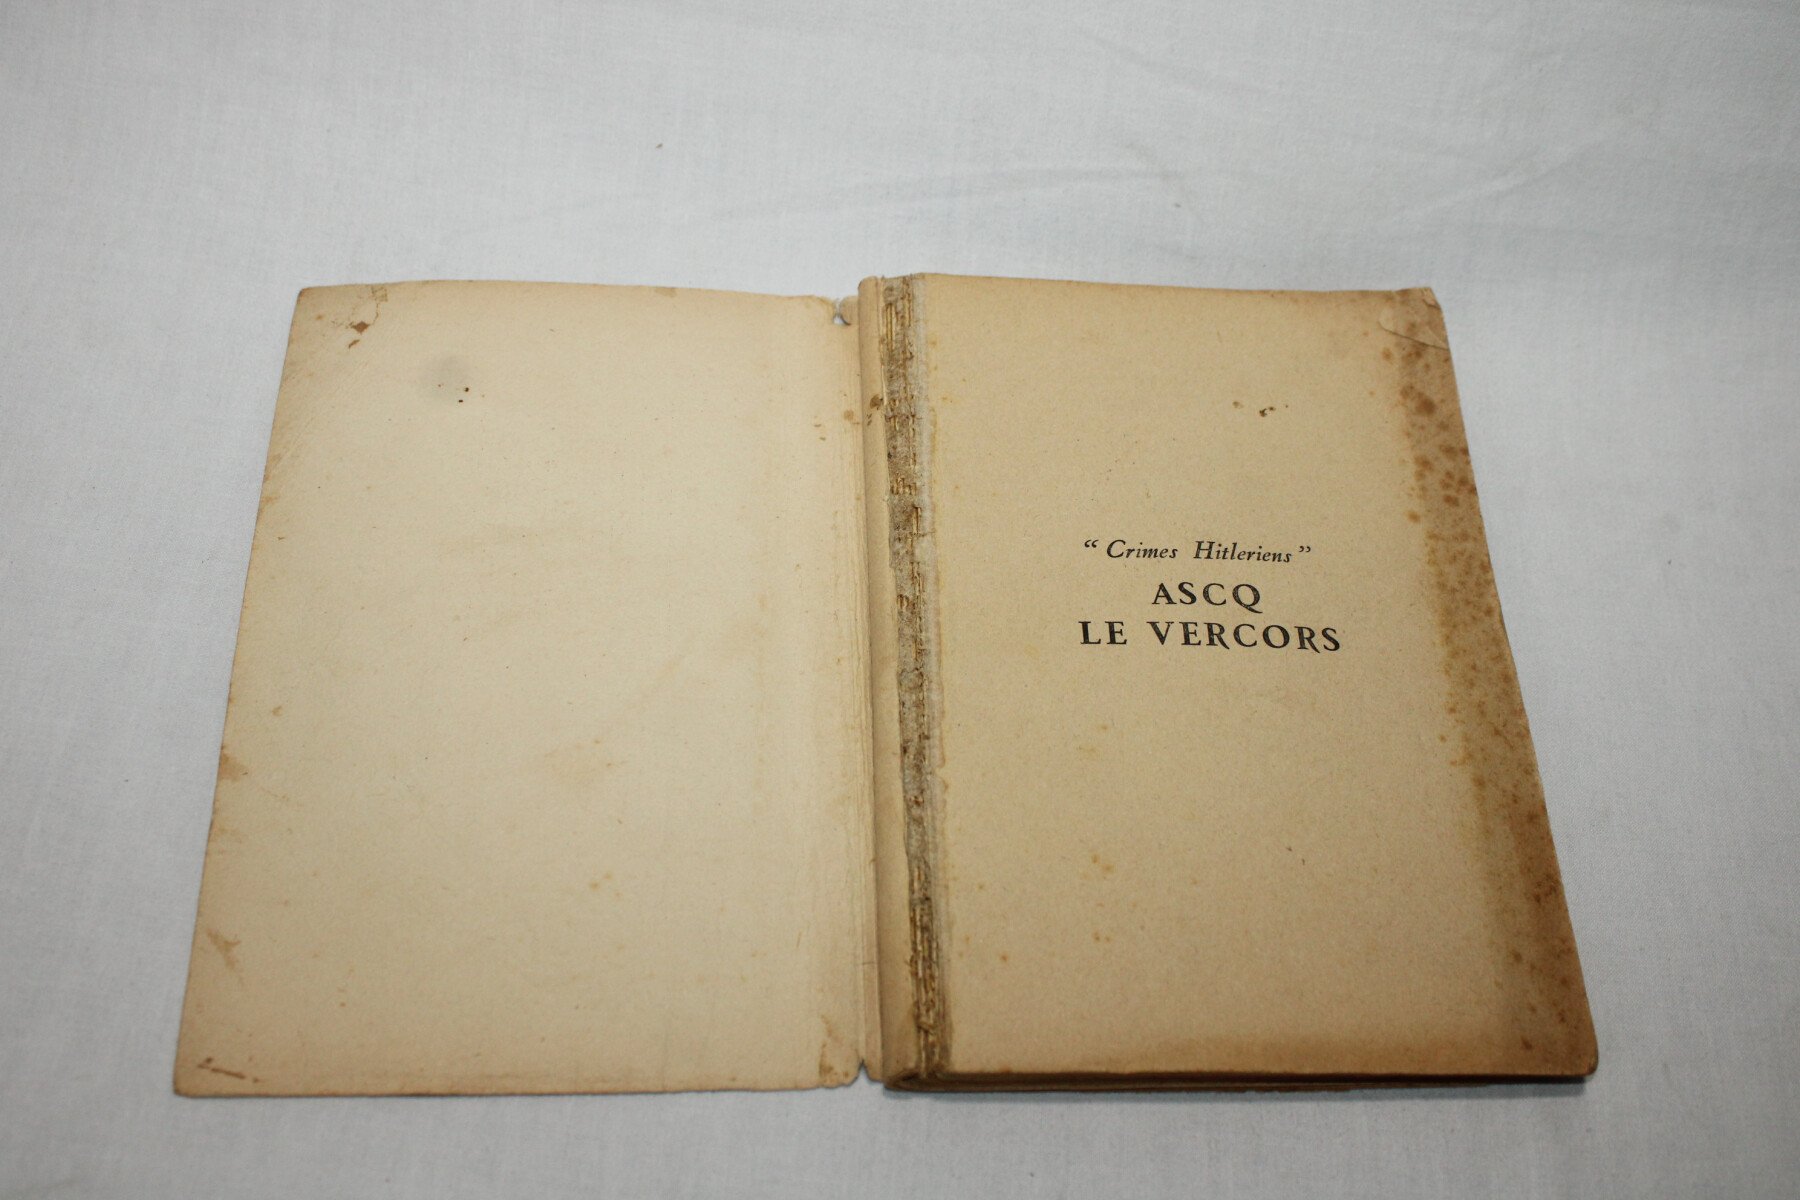 “ Crimes Hitleriens ”
ASCQ
LE VERCORS